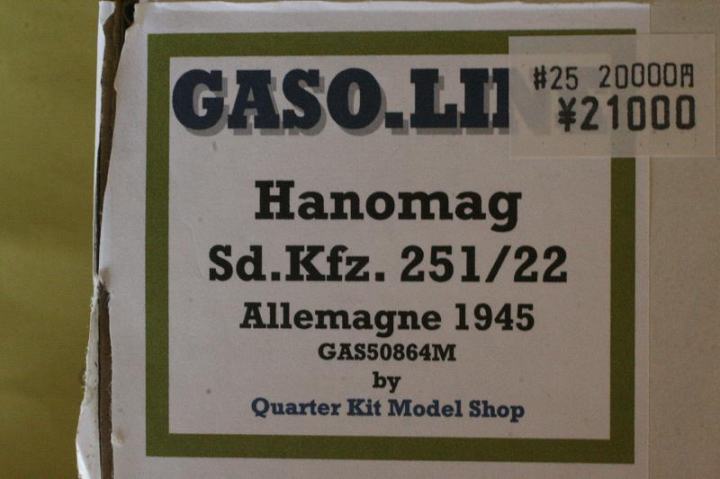 GASO.LIN
#25 20000円
¥21000
Hanomag
Sd.Kfz. 251/22
Allemagne 1945
GAS50864M
by
Quarter Kit Model Shop